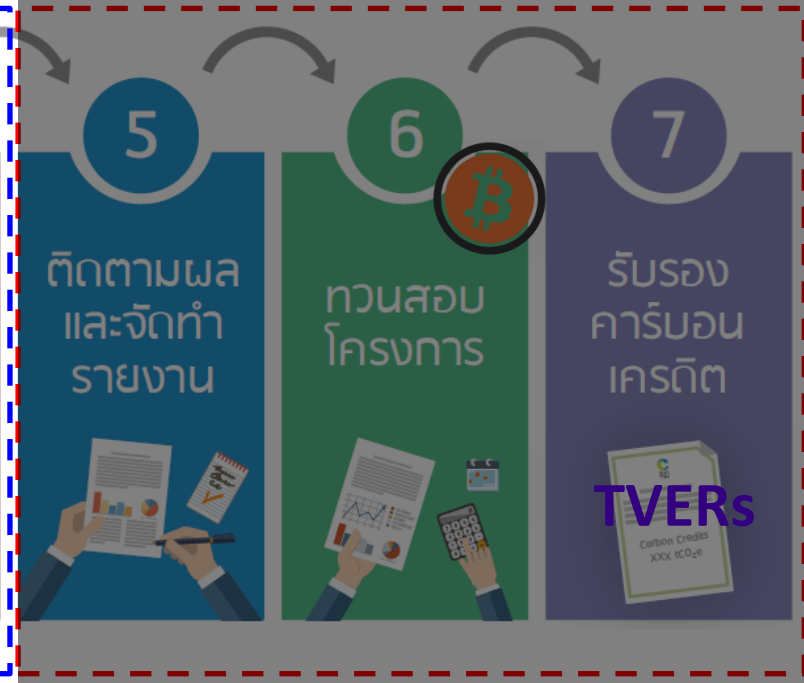 5
6
7
ติดตามผล
และจัดทำ
รายงาน
ทวนสอบ
โครงการ
รับรอง
คาร์บอน
เครดิต
TVERs
Carbon Credits
XXX tCO₂e